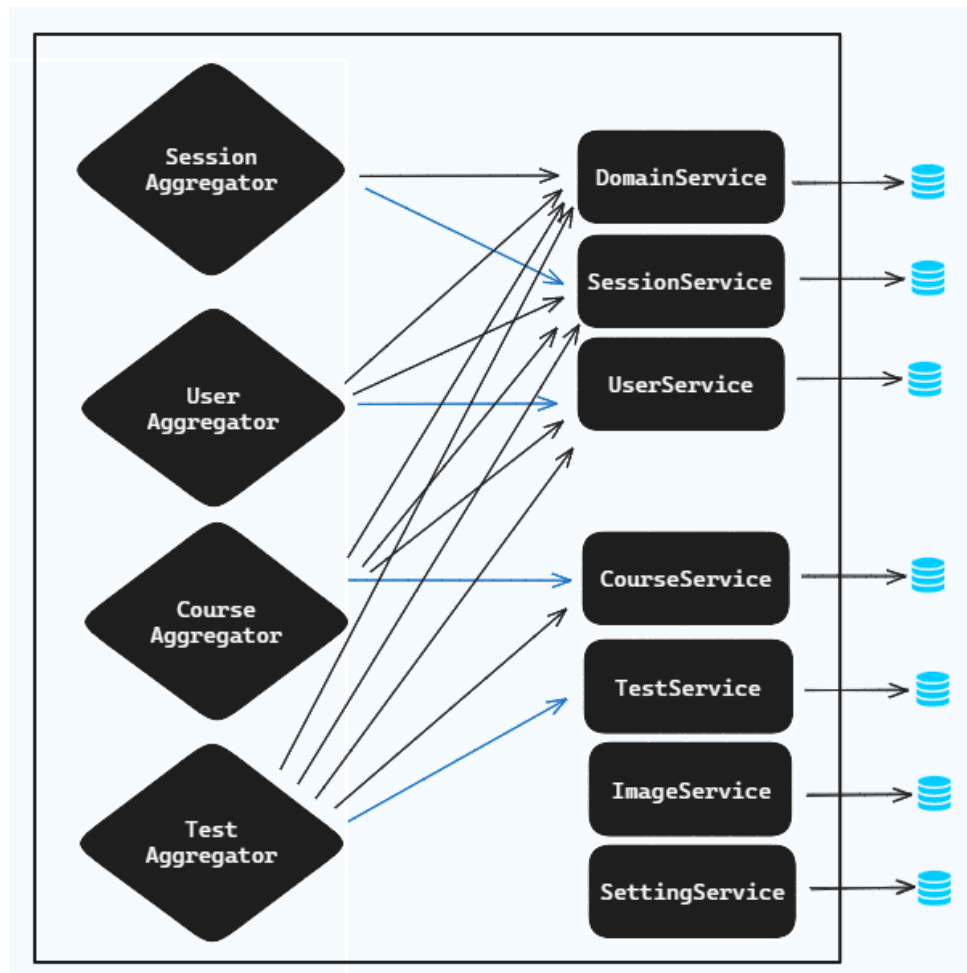 Session
Aggregator
DomainService
SessionService
User
Aggregator
UserService
Course
Aggregator
CourseService
TestService
Test
Aggregator
ImageService
SettingService